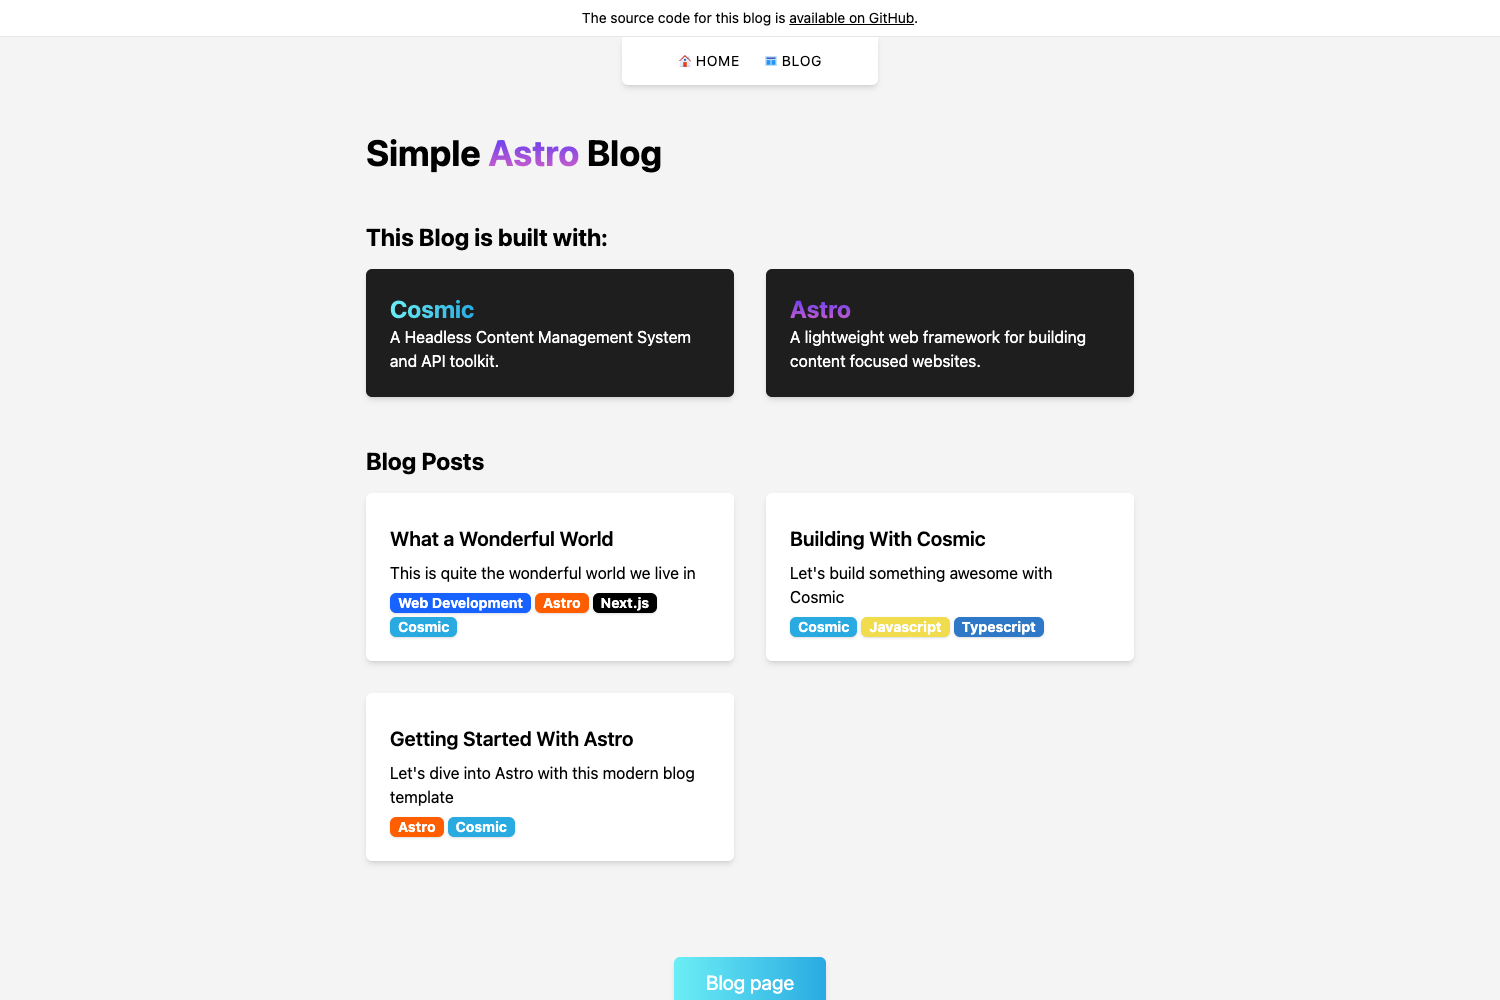 The source code for this blog is available on GitHub.
HOME BLOG
Simple Astro Blog
This Blog is built with:
Cosmic
A Headless Content Management System
and API toolkit.
Astro
A lightweight web framework for building
content focused websites.
Blog Posts
What a Wonderful World
This is quite the wonderful world we live in
Web Development Astro Next.js
Cosmic
Building With Cosmic
Let's build something awesome with
Cosmic
Cosmic Javascript Typescript
Getting Started With Astro
Let's dive into Astro with this modern blog
template
Astro Cosmic
Blog page